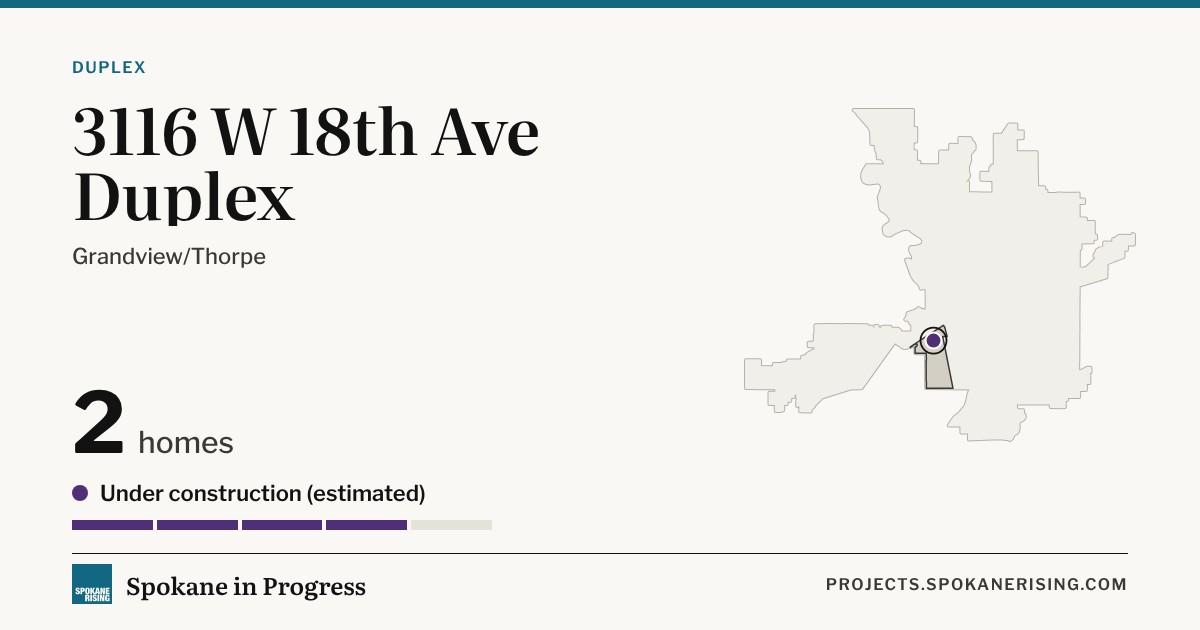 DUPLEX
3116 W 18th Ave
Duplex
Grandview/Thorpe
2 homes
Under construction (estimated)
SPOKANE
RISING
Spokane in Progress
PROJECTS.SPOKANERISING.COM